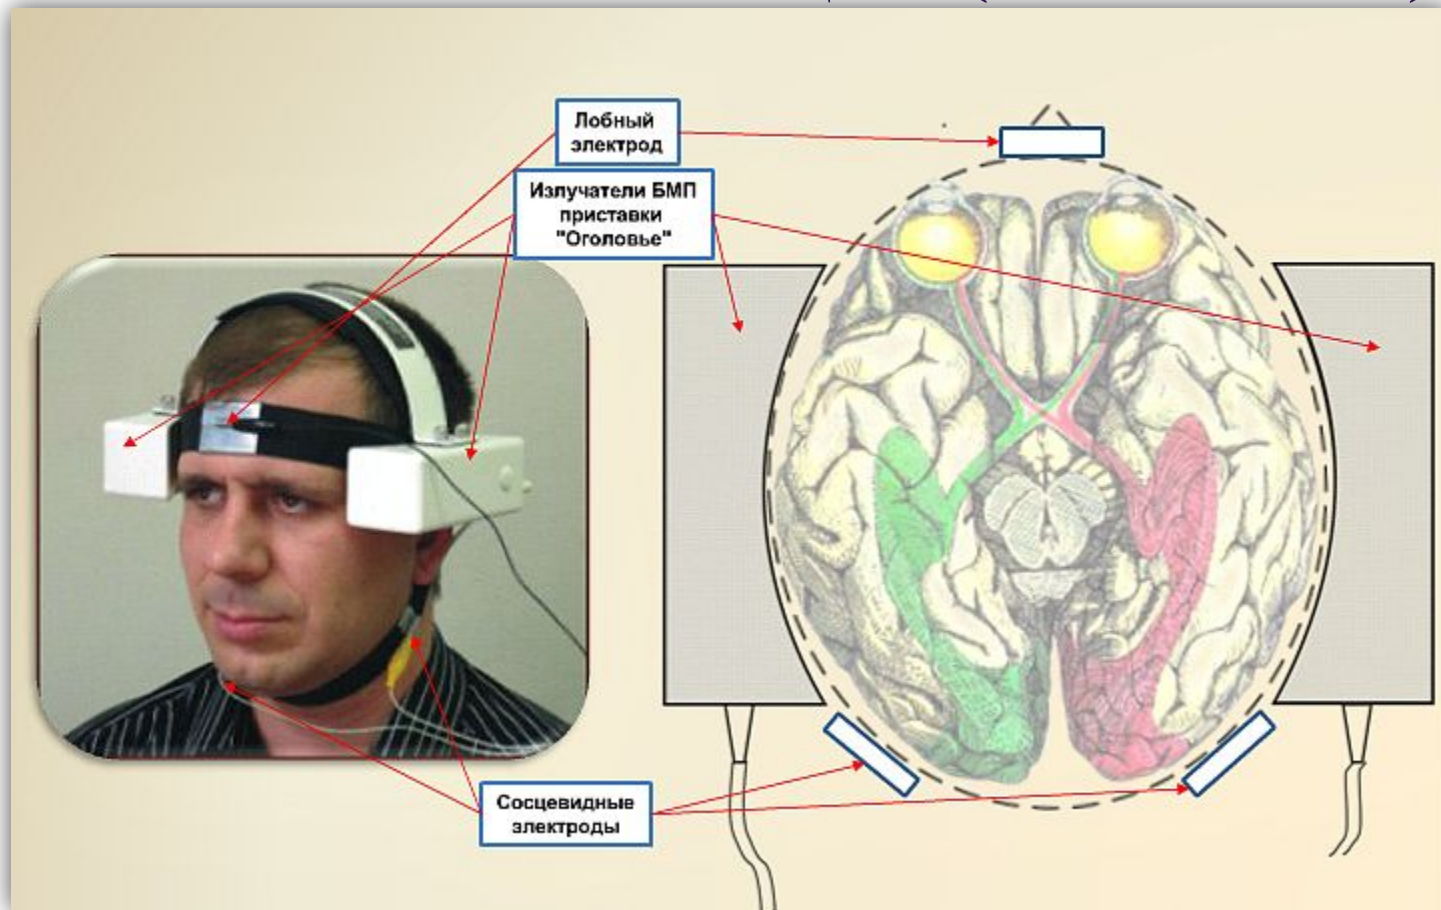 Лобный
электрод
Излучатели БМП
приставки
"Оголовье"
Сосцевидные
электроды